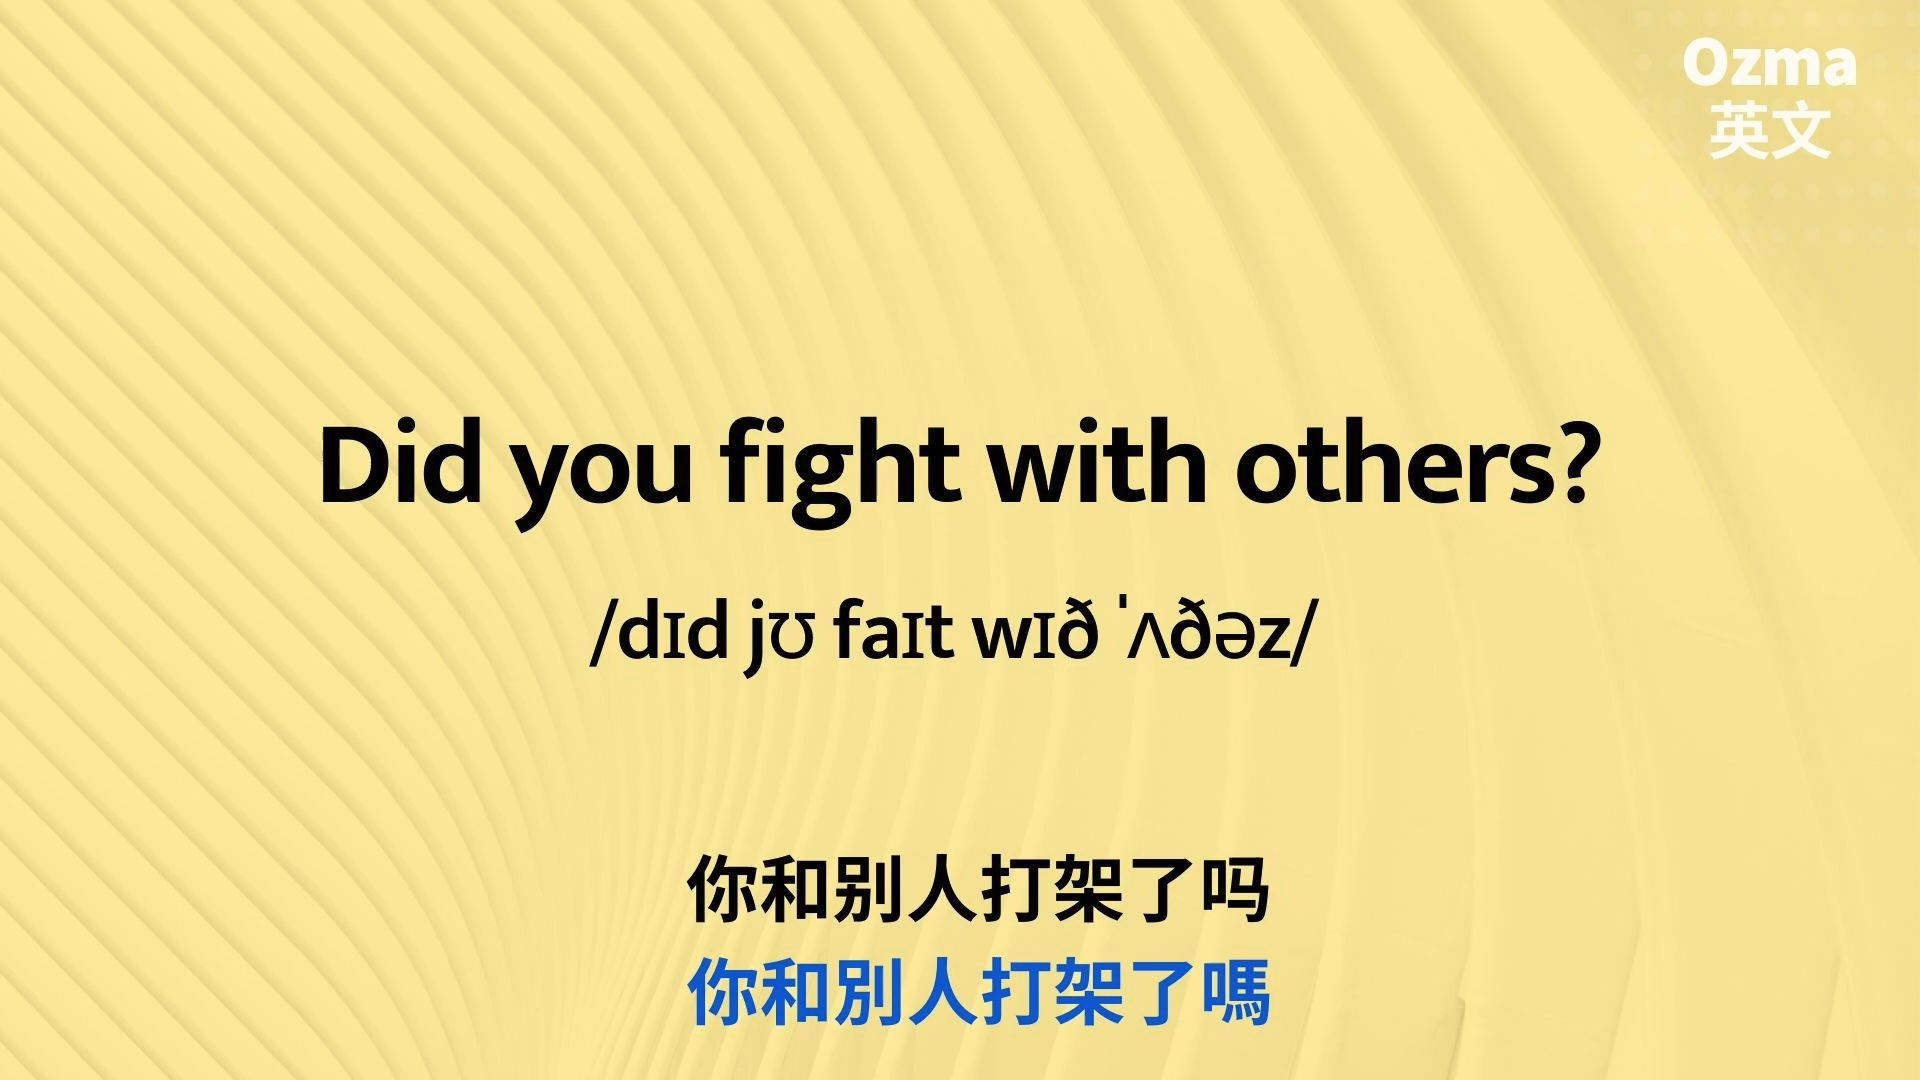 Ozma
英文
Did you fight with others?
/dɪd jʊ faɪt wɪð ˈʌðəz/
你和别人打架了吗
你和別人打架了嗎